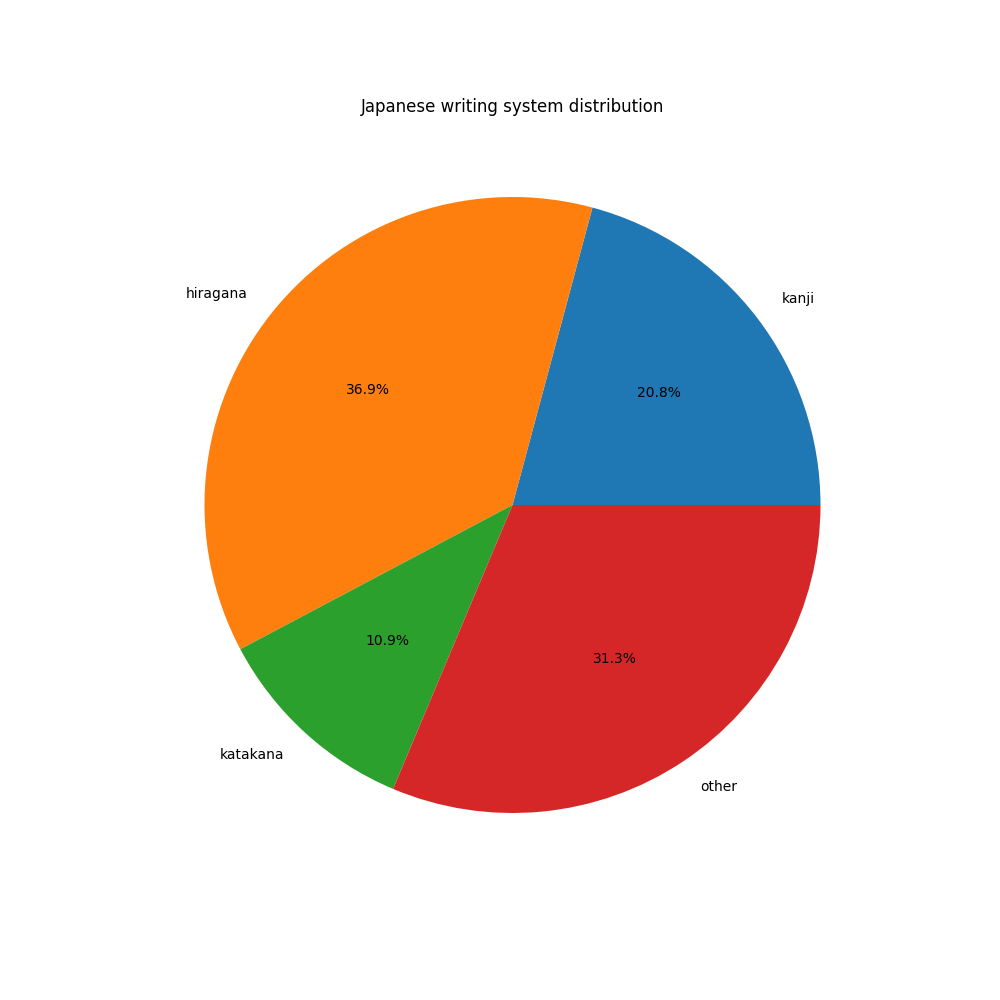 Japanese writing system distribution
kanji
hiragana
20.8%
36.9%
10.9%
31.3%
katakana
other